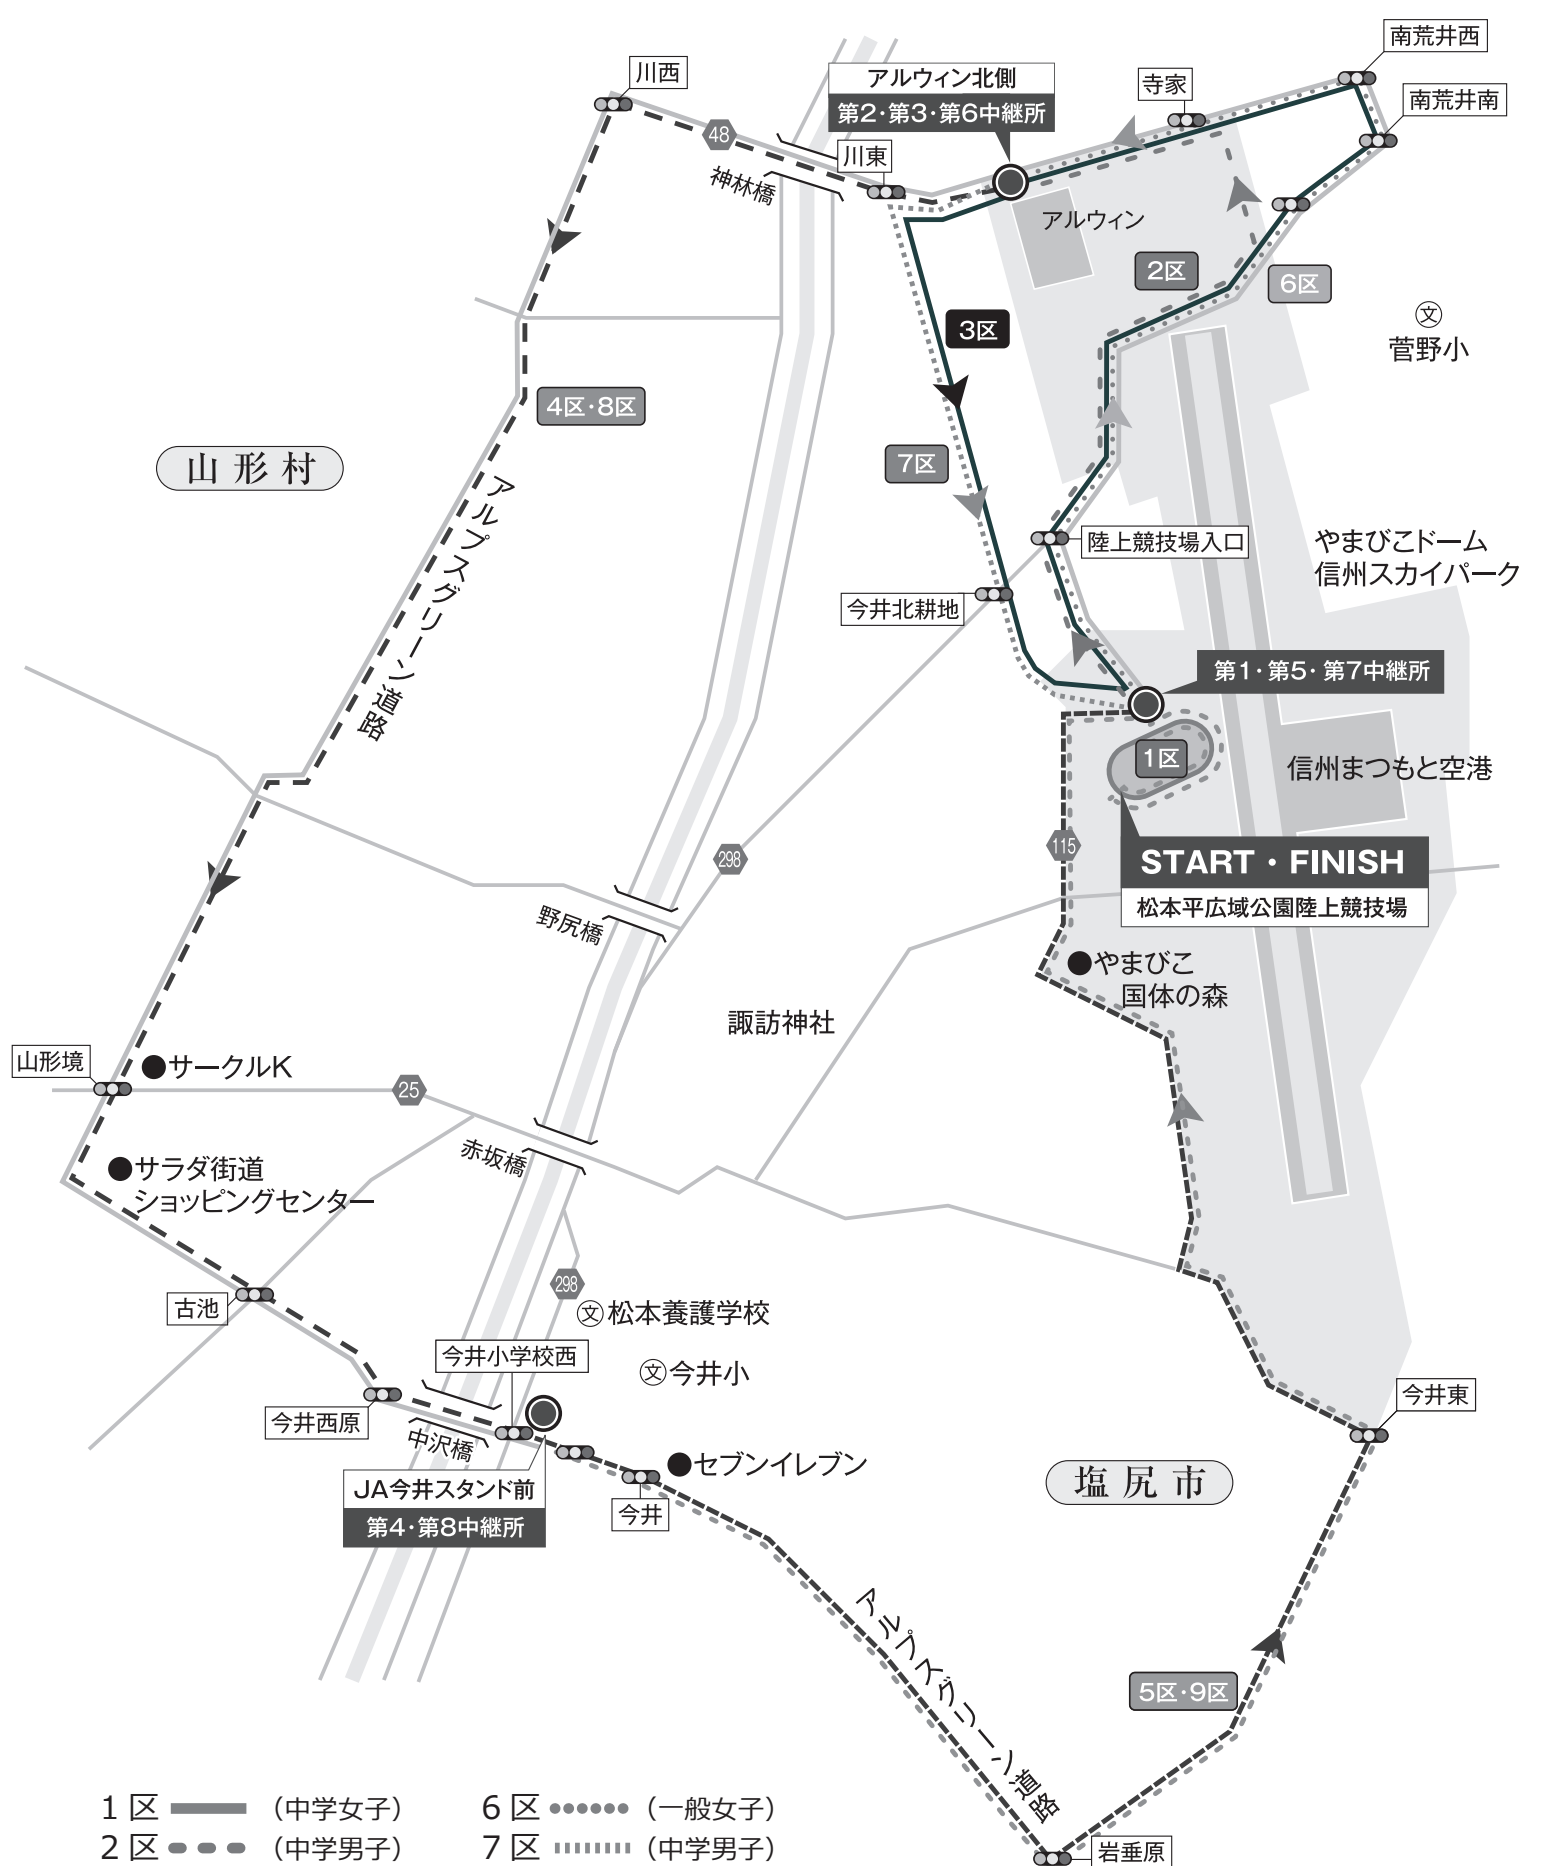 南荒井西
川西
アルウィン北側
第2・第3・第6中継所
寺家
南荒井南
48
川東
神林橋
アルウィン
2区
6区
3区
文
菅野小
4区・8区
7区
山形村
アルプスグリーン道路
陸上競技場入口
やまびこドーム
信州スカイパーク
今井北耕地
第1・第5・第7中継所
1区
信州まつもと空港
115
298
START・FINISH
松本平広域公園陸上競技場
野尻橋
やまびこ
国体の森
諏訪神社
山形境
サークルK
25
赤坂橋
サラダ街道
ショッピングセンター
298
古池
文松本養護学校
今井小学校西
文今井小
今井西原
今井東
中沢橋
セブンイレブン
JA今井スタンド前
第4・第8中継所
今井
塩尻市
アルプスグリーン道路
5区・9区
岩垂原
1区 (中学女子)
2区 (中学男子)
6区 (一般女子)
7区 (中学男子)